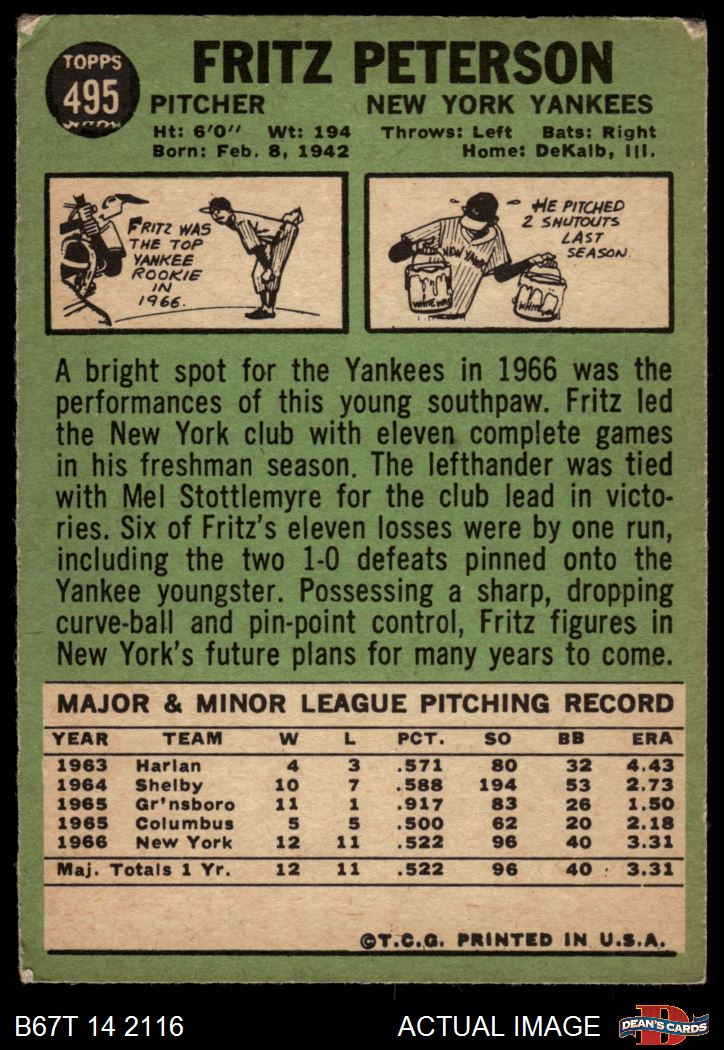 TOPPS
495
FRITZ PETERSON
PITCHER NEW YORK YANKEES
Ht: 6'0" Wt: 194 Throws: Left Bats: Right
Born: Feb. 8, 1942 Home: DeKalb, Ill.
FRITZ WAS
THE TOP
YANKEE
ROOKIE
IN
1966.
HE PITCHED
2 SHUTOUTS
LAST
SEASON.
NEW YANK
WHITE WAS
WHITE
A bright spot for the Yankees in 1966 was the
performances of this young southpaw. Fritz led
the New York club with eleven complete games
in his freshman season. The lefthander was tied
with Mel Stottlemyre for the club lead in victo-
ries. Six of Fritz's eleven losses were by one run,
including the two 1-0 defeats pinned onto the
Yankee youngster. Possessing a sharp, dropping
curve-ball and pin-point control, Fritz figures in
New York's future plans for many years to come.
MAJOR & MINOR LEAGUE PITCHING RECORD
YEAR TEAM W L PCT. SO BB ERA
1963 Harlan 4 3 .571 80 32 4.43
1964 Shelby 10 7 .588 194 53 2.73
1965 Gr'nsboro 11 1 .917 83 26 1.50
1965 Columbus 5 5 .500 62 20 2.18
1966 New York 12 11 .522 96 40 3.31
Maj. Totals 1 Yr. 12 11 .522 96 40 3.31
©T.C.G. PRINTED IN U.S.A.
B67T 14 2116 ACTUAL IMAGE
D
DEAN'S CARDS